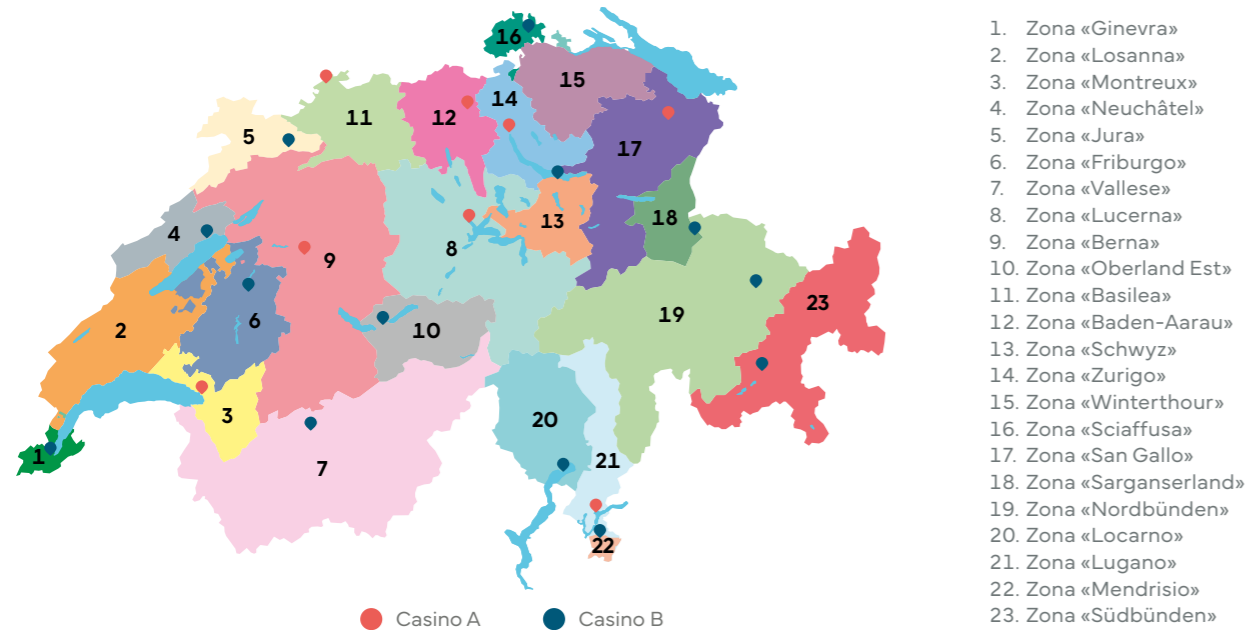 16
15
14
11
12
5
17
18
13
4
8
9
23
19
10
6
2
3
20
21
7
1
22
Casino A
Casino B
1. Zona «Ginevra»
2. Zona «Losanna»
3. Zona «Montreux»
4. Zona «Neuchâtel»
5. Zona «Jura»
6. Zona «Friburgo»
7. Zona «Vallese»
8. Zona «Lucerna»
9. Zona «Berna»
10. Zona «Oberland Est»
11. Zona «Basilea»
12. Zona «Baden-Aarau»
13. Zona «Schwyz»
14. Zona «Zurigo»
15. Zona «Winterthour»
16. Zona «Sciaffusa»
17. Zona «San Gallo»
18. Zona «Sarganserland»
19. Zona «Nordbünden»
20. Zona «Locarno»
21. Zona «Lugano»
22. Zona «Mendrisio»
23. Zona «Südbünden»